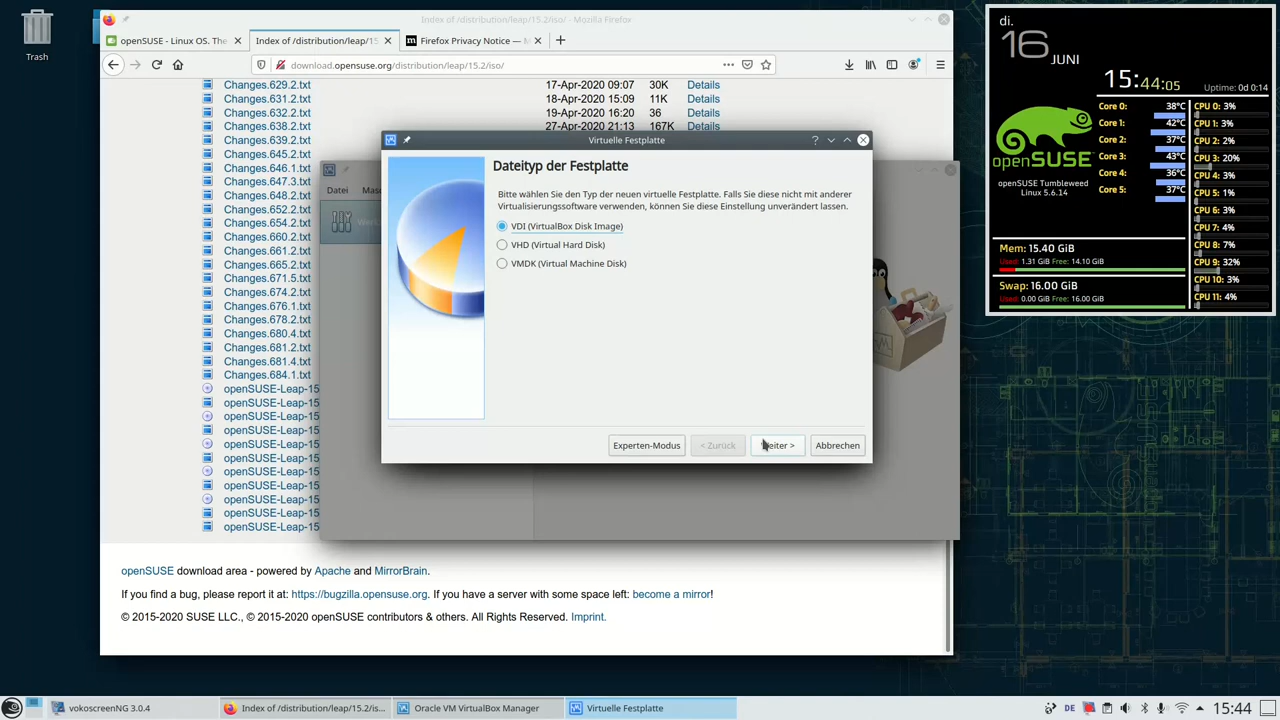 Trash
Index of /distribution/leap/15.2/iso/ - Mozilla Firefox
openSUSE - Linux OS. The
Index of /distribution/leap/15
Firefox Privacy Notice — M
download.opensuse.org/distribution/leap/15.2/iso/
Changes.629.2.txt 17-Apr-2020 09:07 30K Details
Changes.631.2.txt 18-Apr-2020 15:09 11K Details
Changes.632.2.txt 19-Apr-2020 16:20 36 Details
Changes.638.2.txt 27-Apr-2020 21:13 167K Details
Changes.639.2.txt
Changes.645.2.txt
Changes.646.1.txt
Changes.647.3.txt
Changes.648.2.txt
Changes.652.2.txt
Changes.654.2.txt
Changes.660.2.txt
Changes.661.2.txt
Changes.665.2.txt
Changes.671.5.txt
Changes.674.2.txt
Changes.676.1.txt
Changes.678.2.txt
Changes.680.4.txt
Changes.681.2.txt
Changes.681.4.txt
Changes.684.1.txt
openSUSE-Leap-15
openSUSE-Leap-15
openSUSE-Leap-15
openSUSE-Leap-15
openSUSE-Leap-15
openSUSE-Leap-15
openSUSE-Leap-15
openSUSE-Leap-15
openSUSE-Leap-15
openSUSE-Leap-15
openSUSE-Leap-15
Datei
Virtuelle Festplatte
Dateityp der Festplatte
Bitte wählen Sie den Typ der neuen virtuelle Festplatte. Falls Sie diese nicht mit anderer
Virtualisierungssoftware verwenden, können Sie diese Einstellung unverändert lassen.
VDI (VirtualBox Disk Image)
VHD (Virtual Hard Disk)
VMDK (Virtual Machine Disk)
Experten-Modus
< Zurück
Weiter >
Abbrechen
openSUSE download area - powered by Apache and MirrorBrain.
If you find a bug, please report it at: https://bugzilla.opensuse.org. If you have a server with some space left: become a mirror!
© 2015-2020 SUSE LLC., © 2015-2020 openSUSE contributors & others. All Rights Reserved. Imprint.
di.
16 JUNI
15:44:05
Uptime: 0d 0:14
openSUSE
openSUSE Tumbleweed
Linux 5.6.14
Core 0: 38°C
Core 1: 42°C
Core 2: 37°C
Core 3: 43°C
Core 4: 36°C
Core 5: 37°C
CPU 0: 3%
CPU 1: 3%
CPU 2: 2%
CPU 3: 20%
CPU 4: 3%
CPU 5: 1%
CPU 6: 3%
CPU 7: 4%
CPU 8: 7%
CPU 9: 32%
CPU 10: 3%
CPU 11: 4%
Mem: 15.40 GiB
Used: 1.31 GiB Free: 14.10 GiB
Swap: 16.00 GiB
Used: 0.00 GiB Free: 16.00 GiB
vokoscreenNG 3.0.4
Index of /distribution/leap/15.2/is...
Oracle VM VirtualBox Manager
Virtuelle Festplatte
DE
15:44